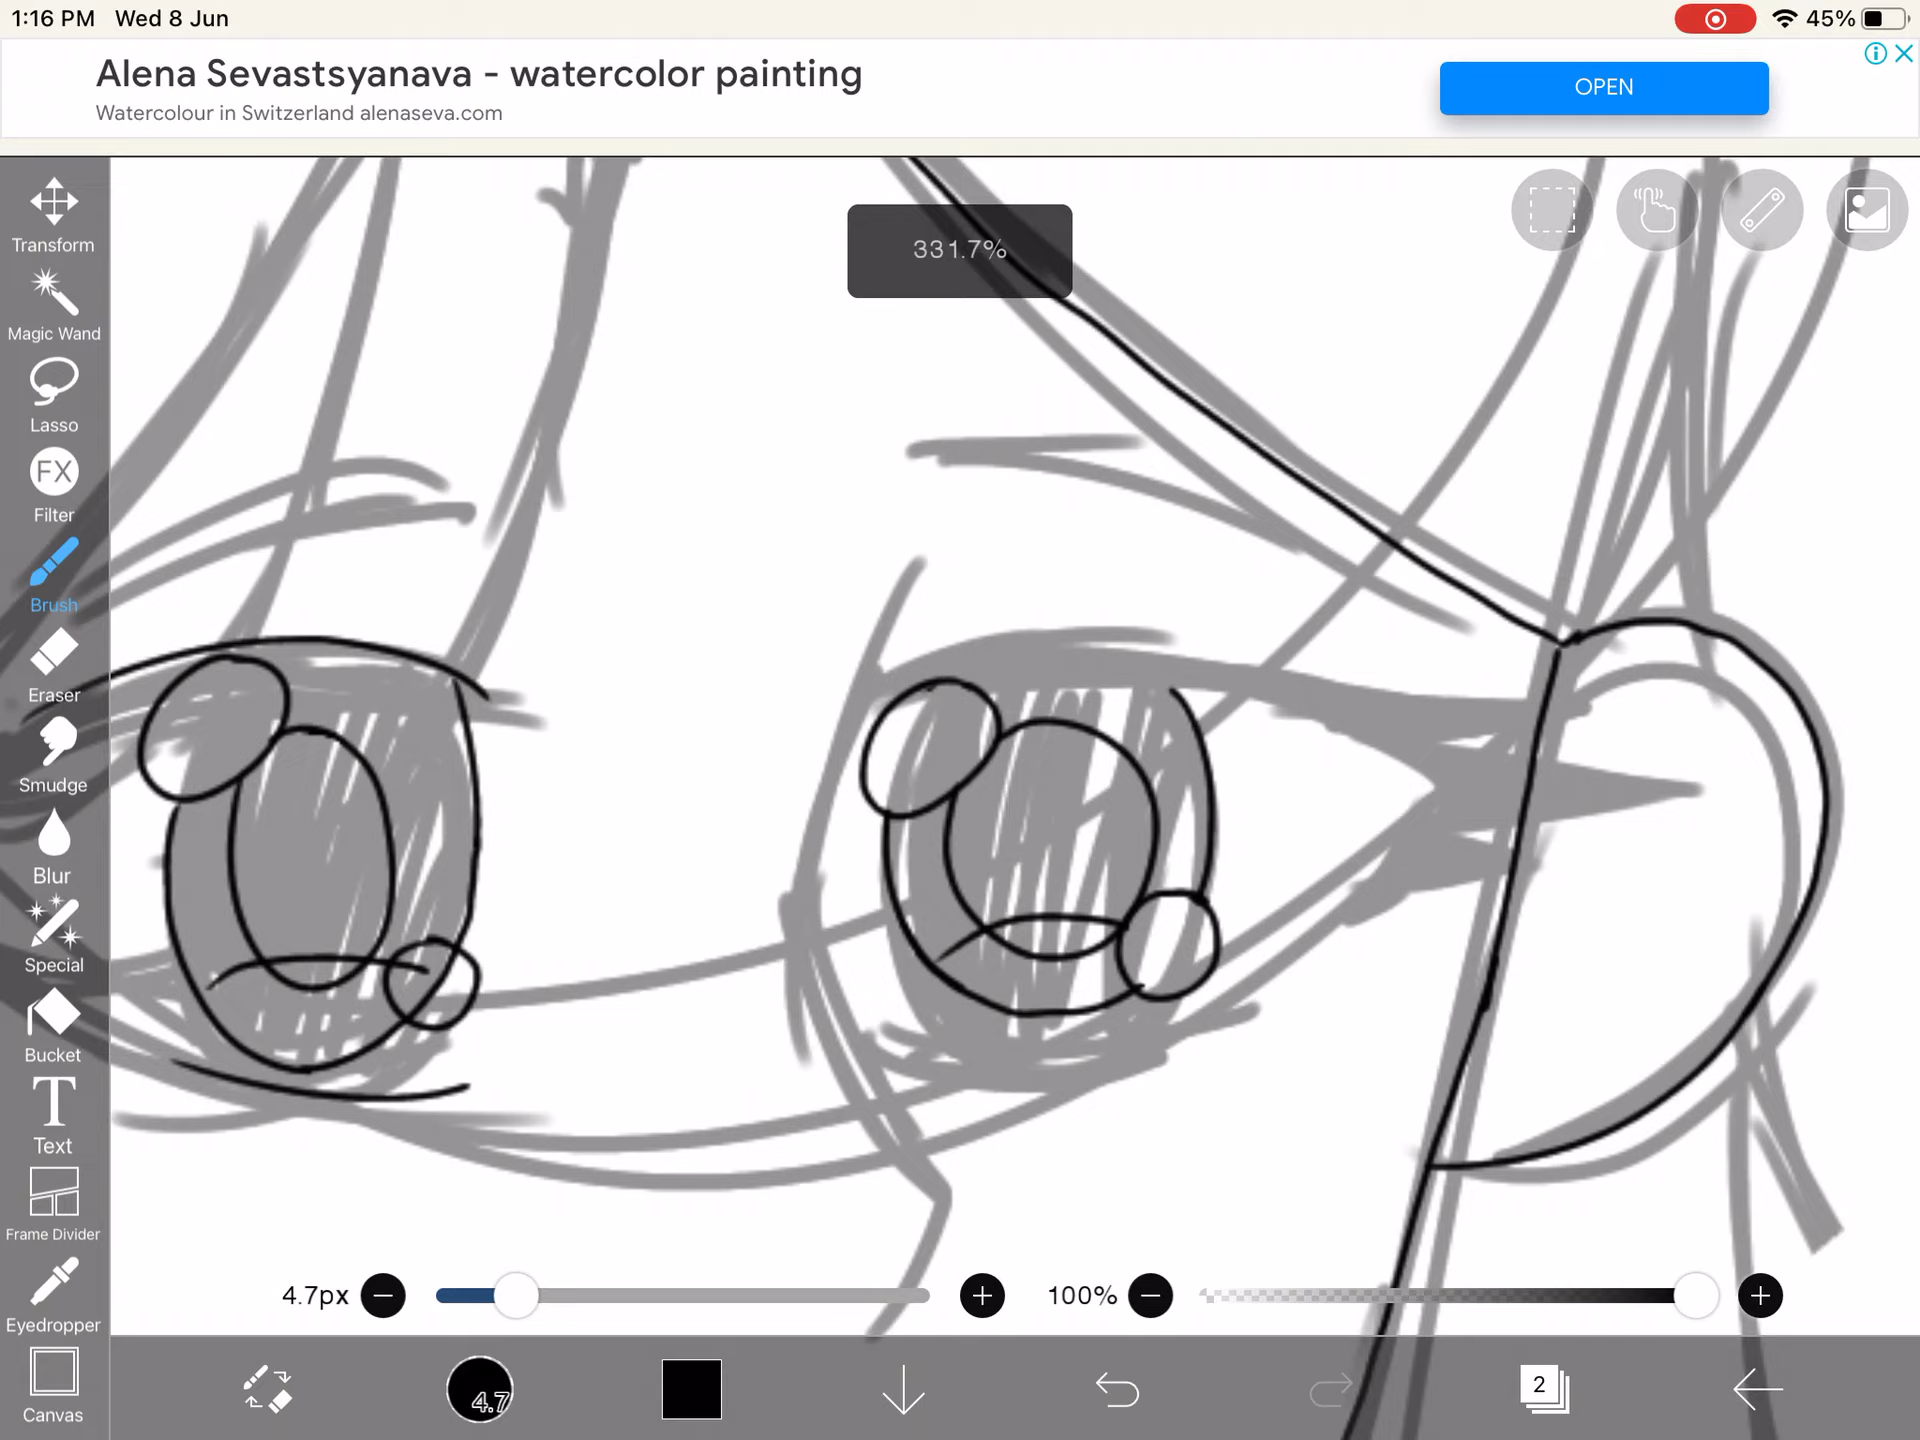 1:16 PM Wed 8 Jun
45%
Alena Sevastsyanava - watercolor painting
Watercolour in Switzerland alenaseva.com
OPEN
331.7%
Transform
Magic Wand
Lasso
FX
Filter
Brush
Eraser
Smudge
Blur
Special
Bucket
T
Text
Frame Divider
Eyedropper
Canvas
4.7px
100%
4.7
2